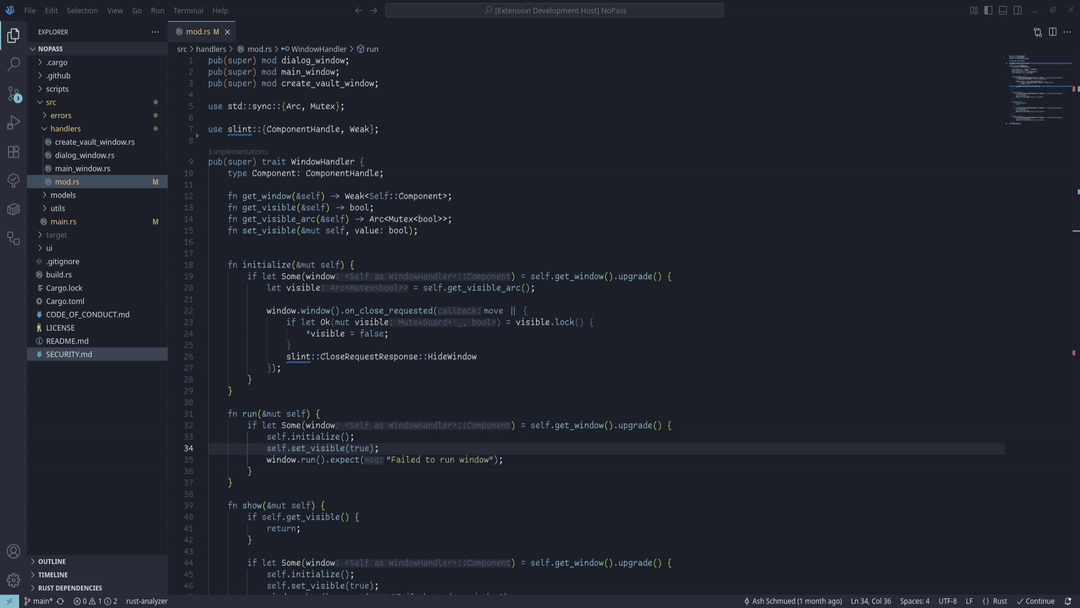 File Edit Selection View Go Run Terminal Help
[Extension Development Host] NoPass
EXPLORER
NOPASS
.cargo
.github
scripts
src
errors
handlers
create_vault_window.rs
dialog_window.rs
main_window.rs
mod.rs M
models
utils
main.rs M
target
ui
.gitignore
build.rs
Cargo.lock
Cargo.toml
CODE_OF_CONDUCT.md
LICENSE
README.md
SECURITY.md
OUTLINE
TIMELINE
RUST DEPENDENCIES
3
mod.rs M
src > handlers > mod.rs > WindowHandler > run
1 pub(super) mod dialog_window;
2 pub(super) mod main_window;
3 pub(super) mod create_vault_window;
4
5 use std::sync::{Arc, Mutex};
6
7 use slint::{ComponentHandle, Weak};
8
3 implementations
9 pub(super) trait WindowHandler {
10 type Component: ComponentHandle;
11
12 fn get_window(&self) -> Weak<Self::Component>;
13 fn get_visible(&self) -> bool;
14 fn get_visible_arc(&self) -> Arc<Mutex<bool>>;
15 fn set_visible(&mut self, value: bool);
16
17
18 fn initialize(&mut self) {
19 if let Some(window: <Self as WindowHandler>::Component) = self.get_window().upgrade() {
20 let visible: Arc<Mutex<bool>> = self.get_visible_arc();
21
22 window.window().on_close_requested(callback: move || {
23 if let Ok(mut visible: MutexGuard<'_, bool>) = visible.lock() {
24 *visible = false;
25 }
26 slint::CloseRequestResponse::HideWindow
27 });
28 }
29 }
30
31 fn run(&mut self) {
32 if let Some(window: <Self as WindowHandler>::Component) = self.get_window().upgrade() {
33 self.initialize();
34 self.set_visible(true);
35 window.run().expect(msg: "Failed to run window");
36 }
37 }
38
39 fn show(&mut self) {
40 if self.get_visible() {
41 return;
42 }
43
44 if let Some(window: <Self as WindowHandler>::Component) = self.get_window().upgrade() {
45 self.initialize();
46 self.set_visible(true);
main* 0 1 2 rust-analyzer
Ash Schmued (1 month ago) Ln 34, Col 36 Spaces: 4 UTF-8 LF { } Rust Continue